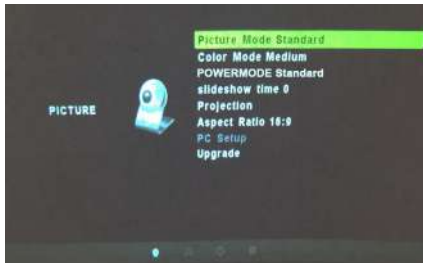 PICTURE
Picture Mode Standard
Color Mode Medium
POWERMODE Standard
slideshow time 0
Projection
Aspect Ratio 16:9
PC Setup
Upgrade